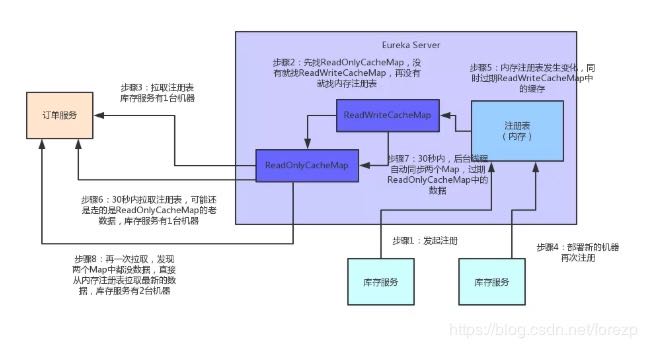 Eureka Server
步骤2：先找ReadOnlyCacheMap，没
有就找ReadWriteCacheMap，再没有
就找内存注册表
步骤5：内存注册表发生变化，同
时过期ReadWriteCacheMap中
的缓存
步骤3：拉取注册表
库存服务有1台机器
订单服务
ReadWriteCacheMap
注册表
（内存）
ReadOnlyCacheMap
步骤7：30秒内，后台线程
自动同步两个Map，过期
ReadOnlyCacheMap中的
数据
步骤6：30秒内拉取注册表，可能还
是走的是ReadOnlyCacheMap的老
数据，库存服务有1台机器
步骤1：发起注册
步骤4：部署新的机器
再次注册
步骤8：再一次拉取，发现
两个Map中都没数据，直接
从内存注册表拉取最新的数
据，库存服务有2台机器
库存服务
库存服务
https://blog.csdn.net/forezp